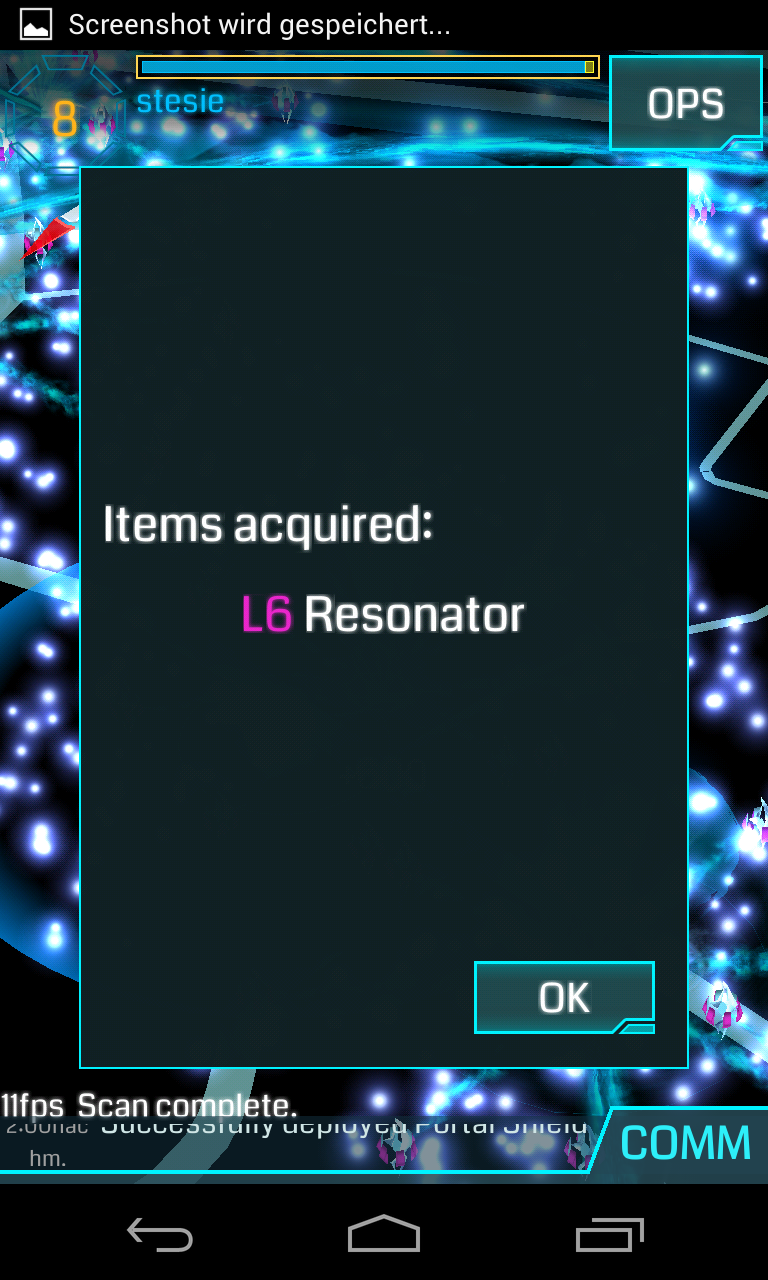 Screenshot wird gespeichert...
8
stesie
OPS
Items acquired:
L6 Resonator
OK
11fps Scan complete.
Successfully deployed Portal Shield
hm.
COMM